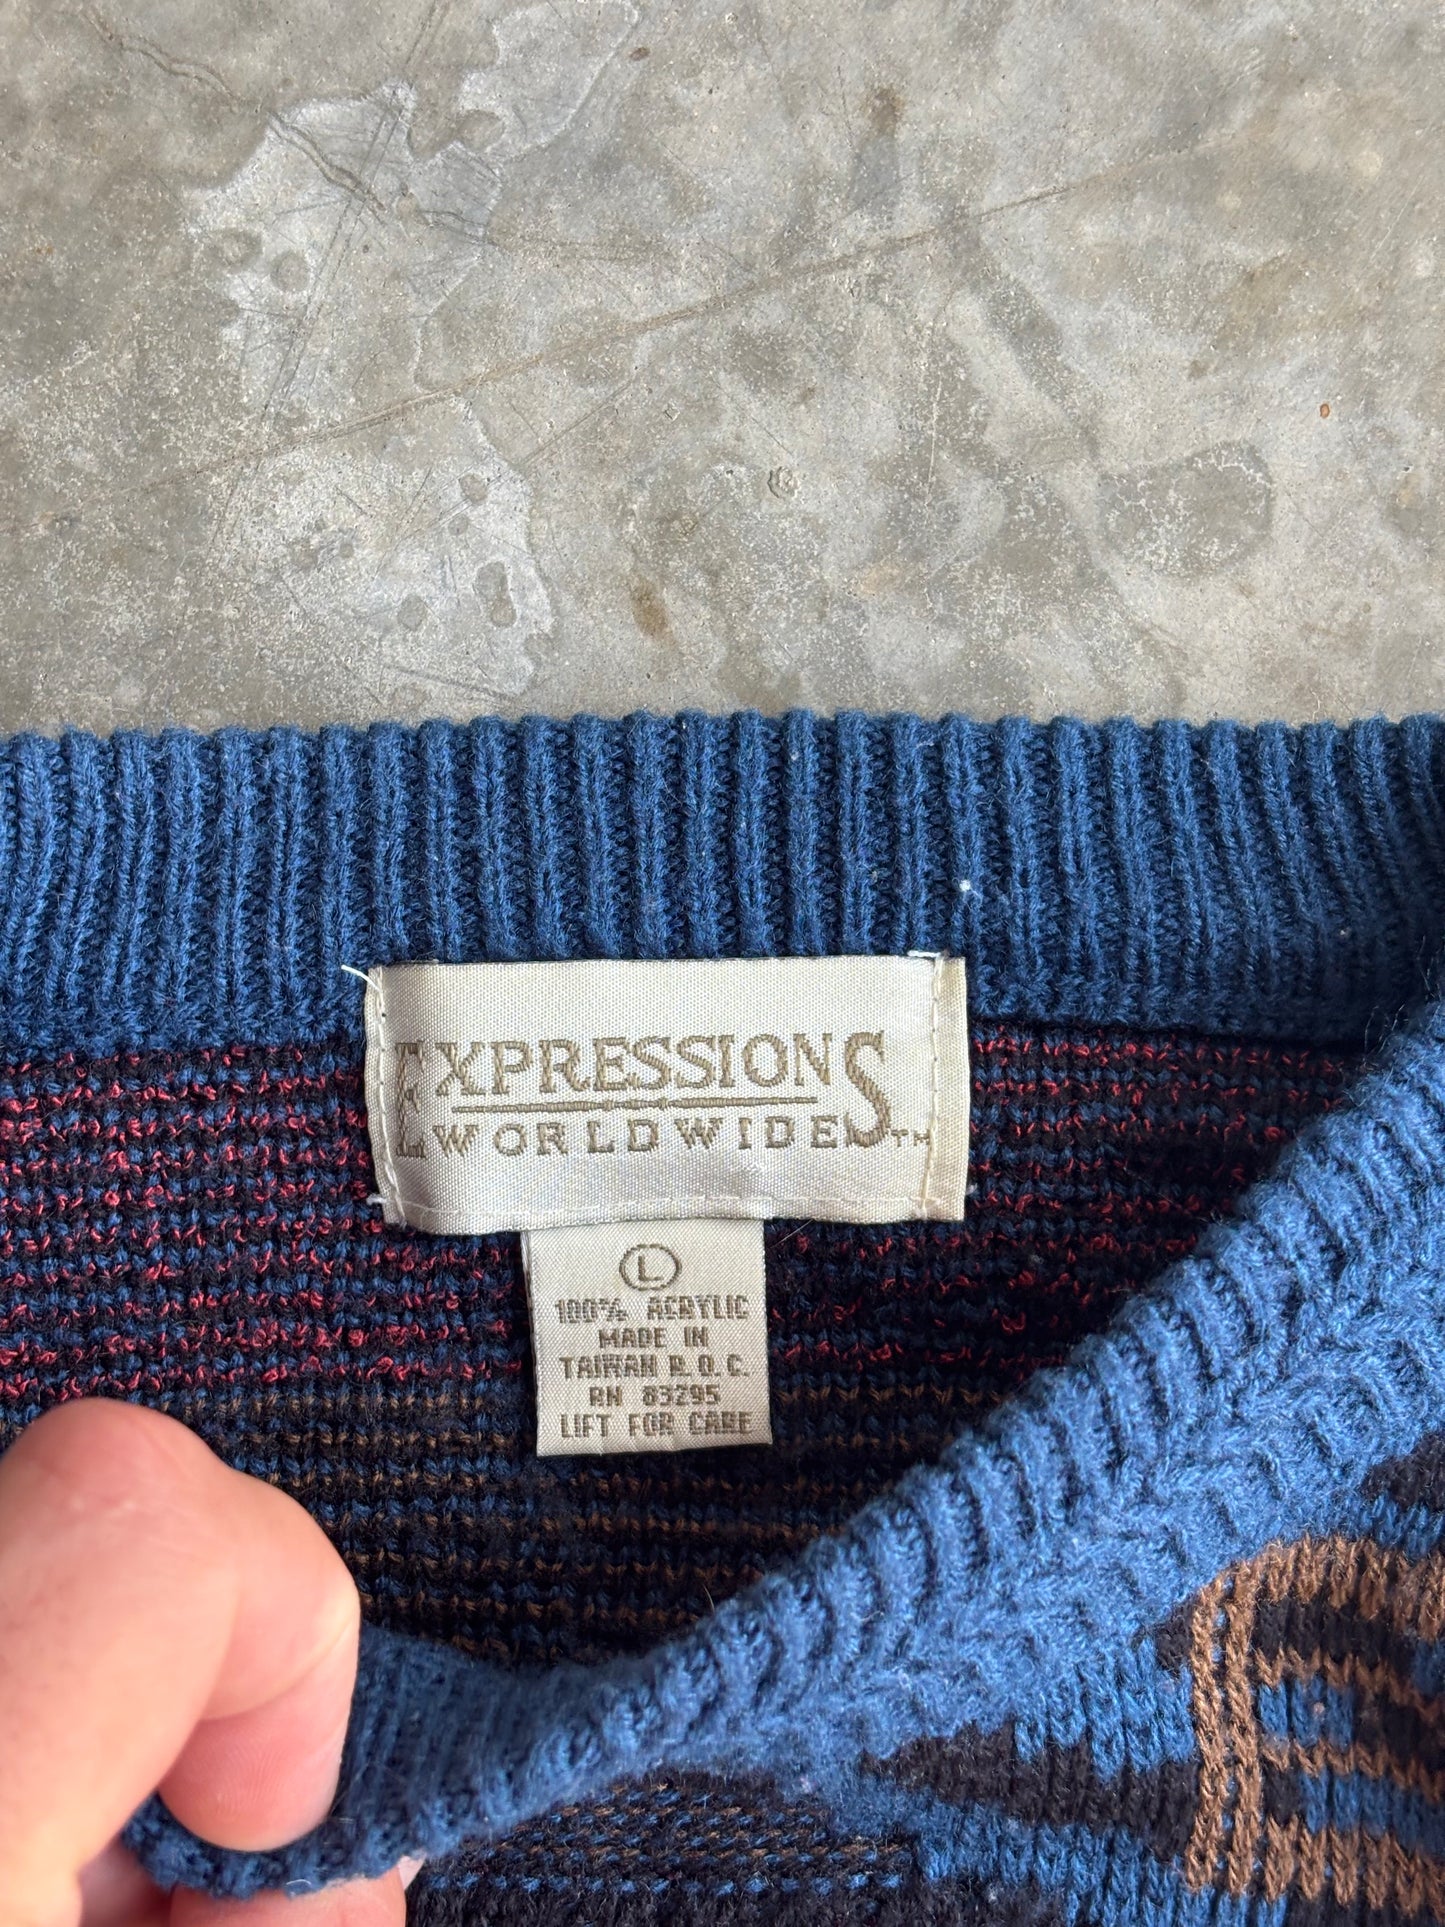 EXPRESSIONS
WORLDWIDE TM
L
100% ACRYLIC
MADE IN
TAIWAN R.O.C.
RN 83295
LIFT FOR CARE